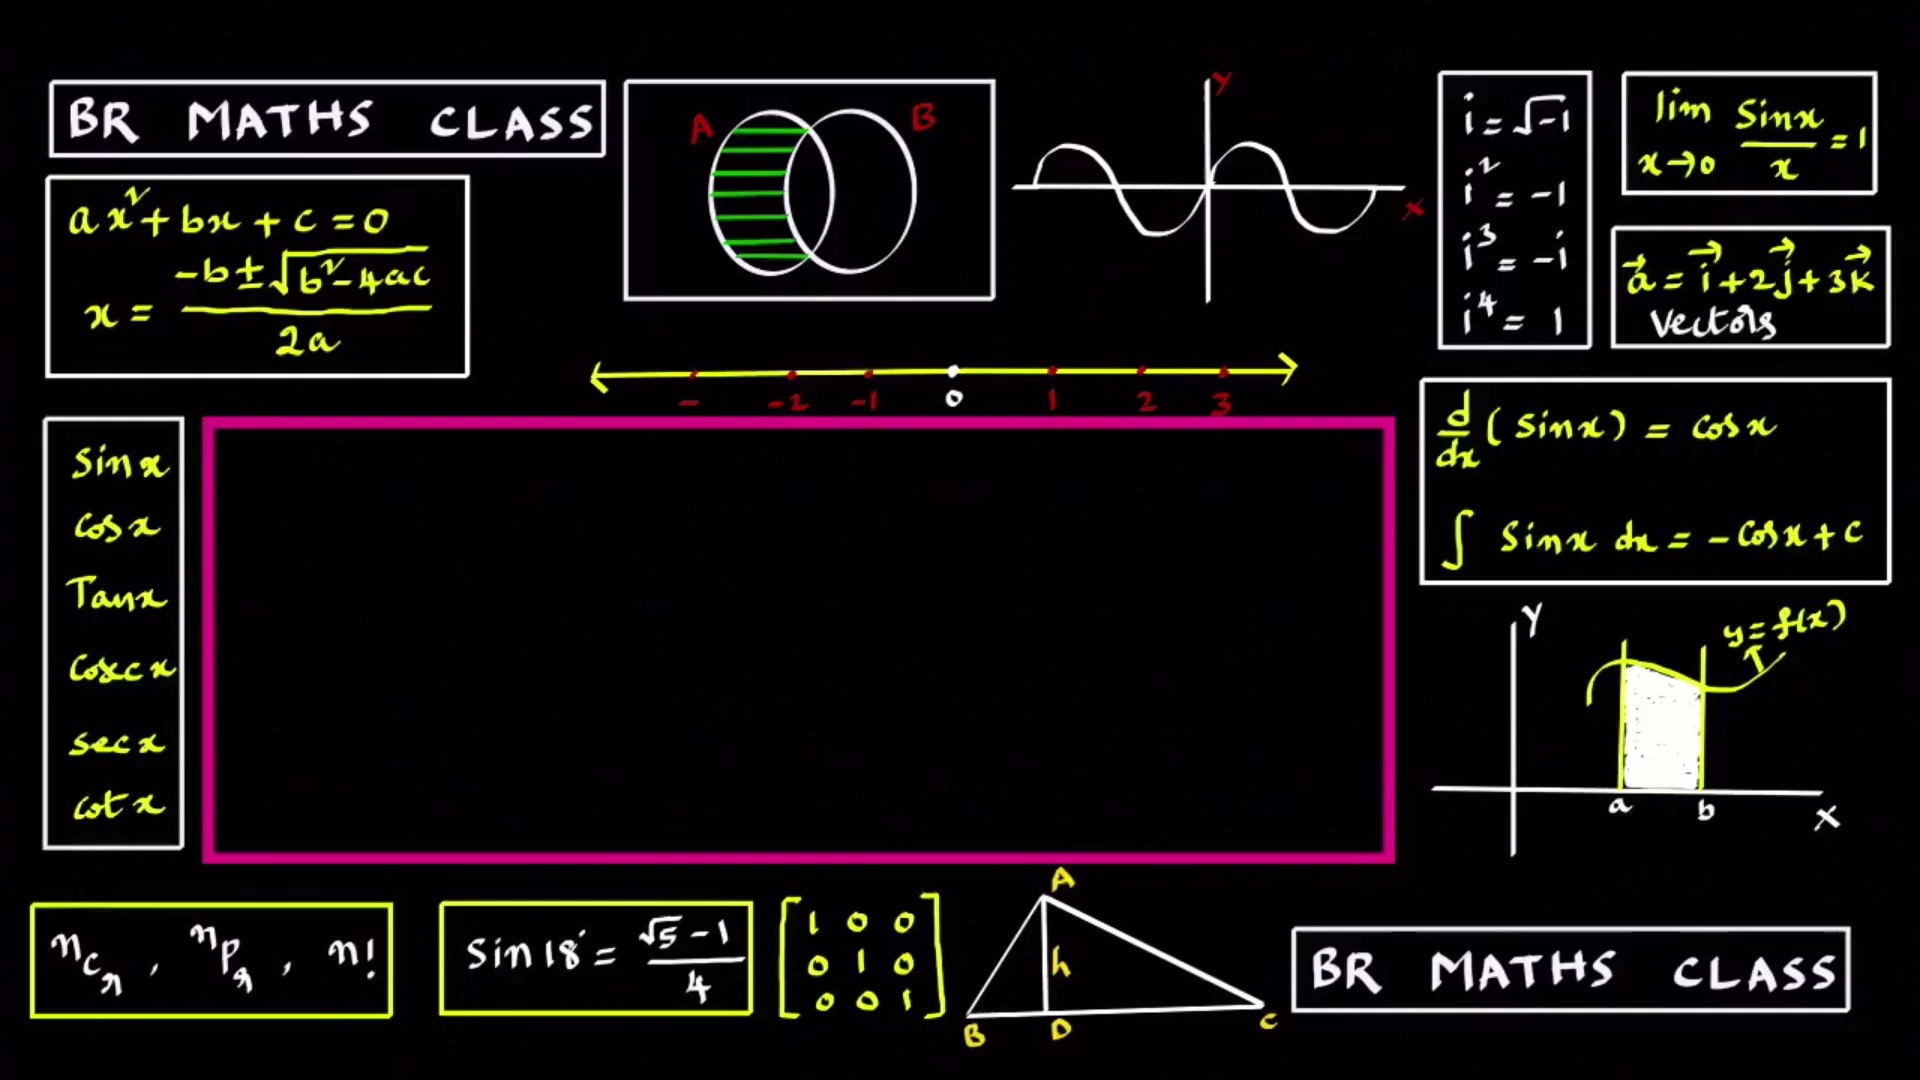 BR MATHS CLASS
ax²+bx+c=0
x = -b±√b²-4ac
2a
A B
Y
X
i=√-1
i²=-1
i³=-i
i⁴=1
lim sinx
x→0 x =1
a⃗=i⃗+2j⃗+3k⃗
Vectors
- -2 -1 0 1 2 3
Sinx
Cosx
Tanx
Cosecx
secx
cotx
d/dx (Sinx) = Cosx
∫ Sinx dx = -Cosx+c
Y
y=f(x)
a b
X
nCr, nPr, n!
Sin18°= √5-1
4
1 0 0
0 1 0
0 0 1
A
h
B D C
BR MATHS CLASS